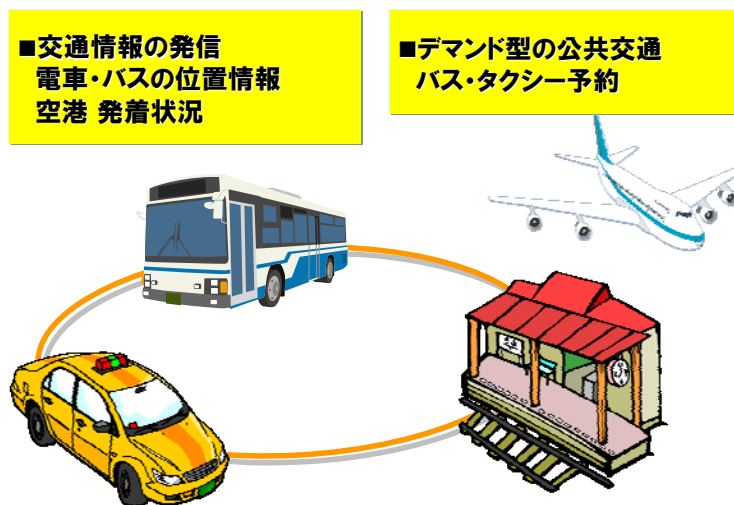 ■交通情報の発信
電車・バスの位置情報
空港 発着状況
■デマンド型の公共交通
バス・タクシー予約